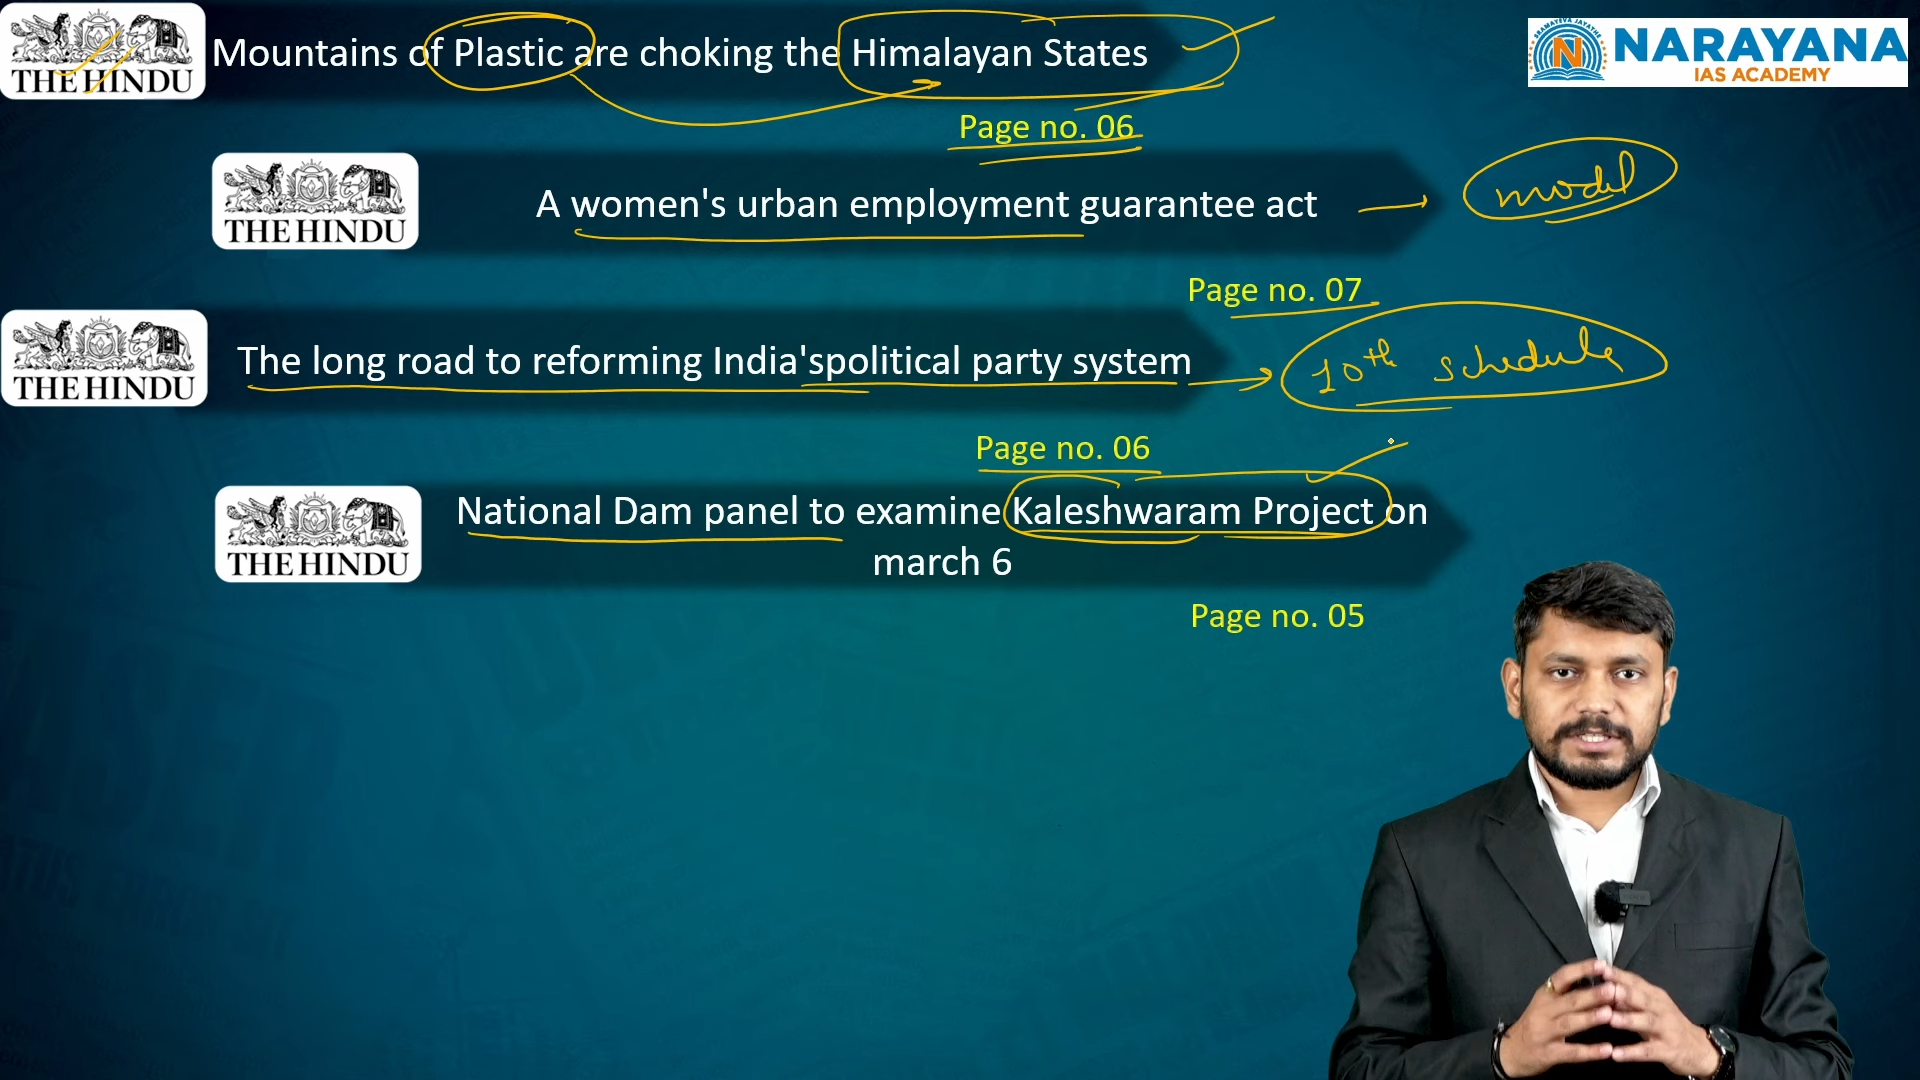 THE HINDU
Mountains of Plastic are choking the Himalayan States
SATYAMEVA JAYATHE
N
NARAYANA
IAS ACADEMY
Page no. 06
THE HINDU
A women's urban employment guarantee act
model
Page no. 07
THE HINDU
The long road to reforming India'spolitical party system
10th schedule
Page no. 06
THE HINDU
National Dam panel to examine Kaleshwaram Project on
march 6
Page no. 05